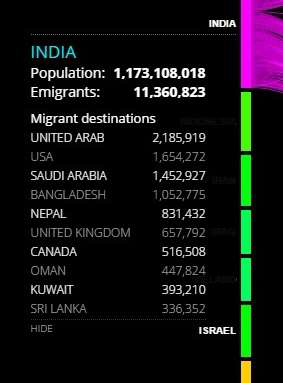 INDIA
INDIA
Population: 1,173,108,018
Emigrants: 11,360,823
Migrant destinations
UNITED ARAB 2,185,919
USA 1,654,272
SAUDI ARABIA 1,452,927
BANGLADESH 1,052,775
NEPAL 831,432
UNITED KINGDOM 657,792
CANADA 516,508
OMAN 447,824
KUWAIT 393,210
SRI LANKA 336,352
HIDE
ISRAEL